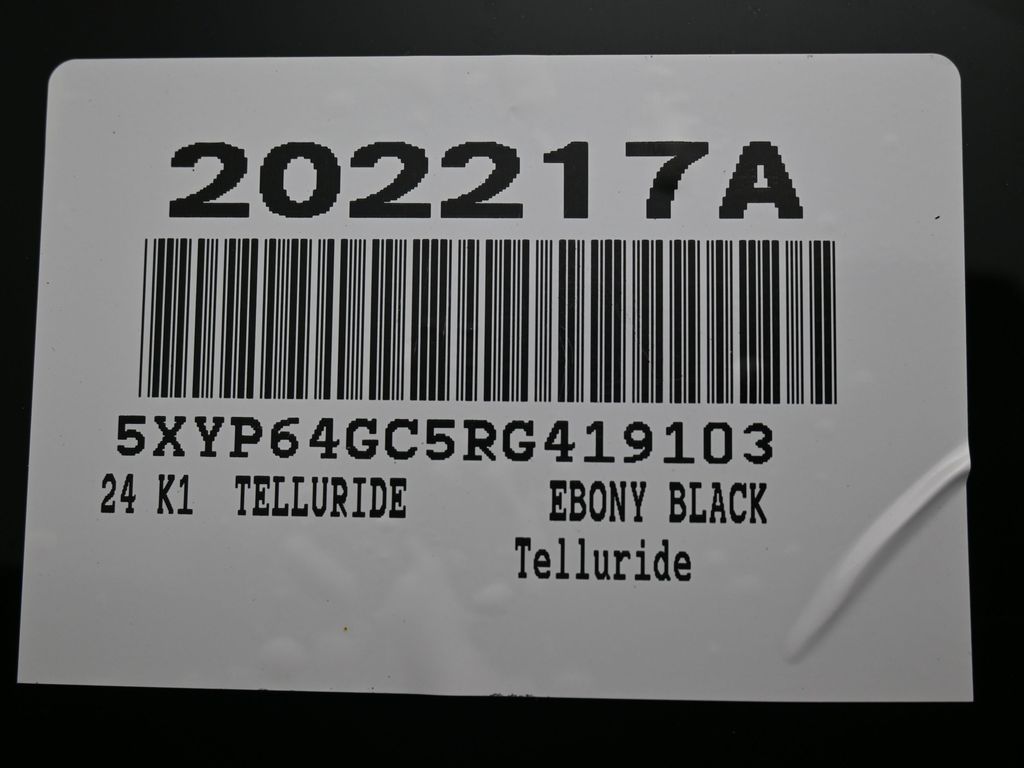 202217A
5XYP64GC5RG419103
24 K1 TELLURIDE EBONY BLACK
Telluride